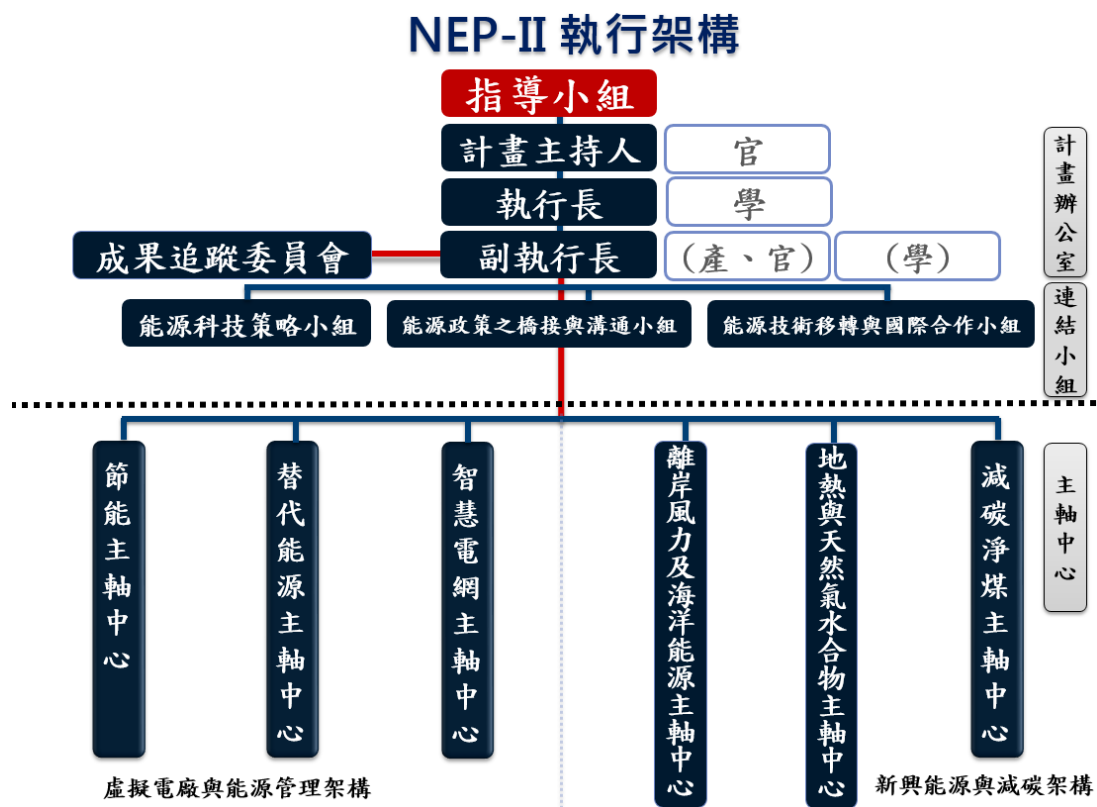 NEP-II 執行架構
指導小組
計畫主持人
官
執行長
學
成果追蹤委員會
副執行長
(產、官)
(學)
計畫辦公室
能源科技策略小組
能源政策之橋接與溝通小組
能源技術移轉與國際合作小組
連結小組
節能主軸中心
替代能源主軸中心
智慧電網主軸中心
離岸風力及海洋能源主軸中心
地熱與天然氣水合物主軸中心
減碳淨煤主軸中心
主軸中心
虛擬電廠與能源管理架構
新興能源與減碳架構